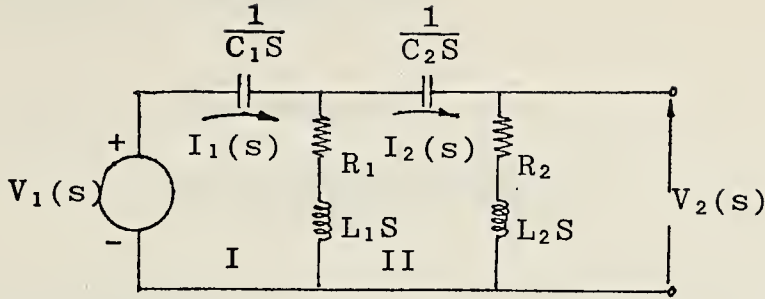 1 1
C₁S C₂S
+ I₁(s) I₂(s)
R₁ R₂
V₁(s) V₂(s)
- L₁S L₂S
I II